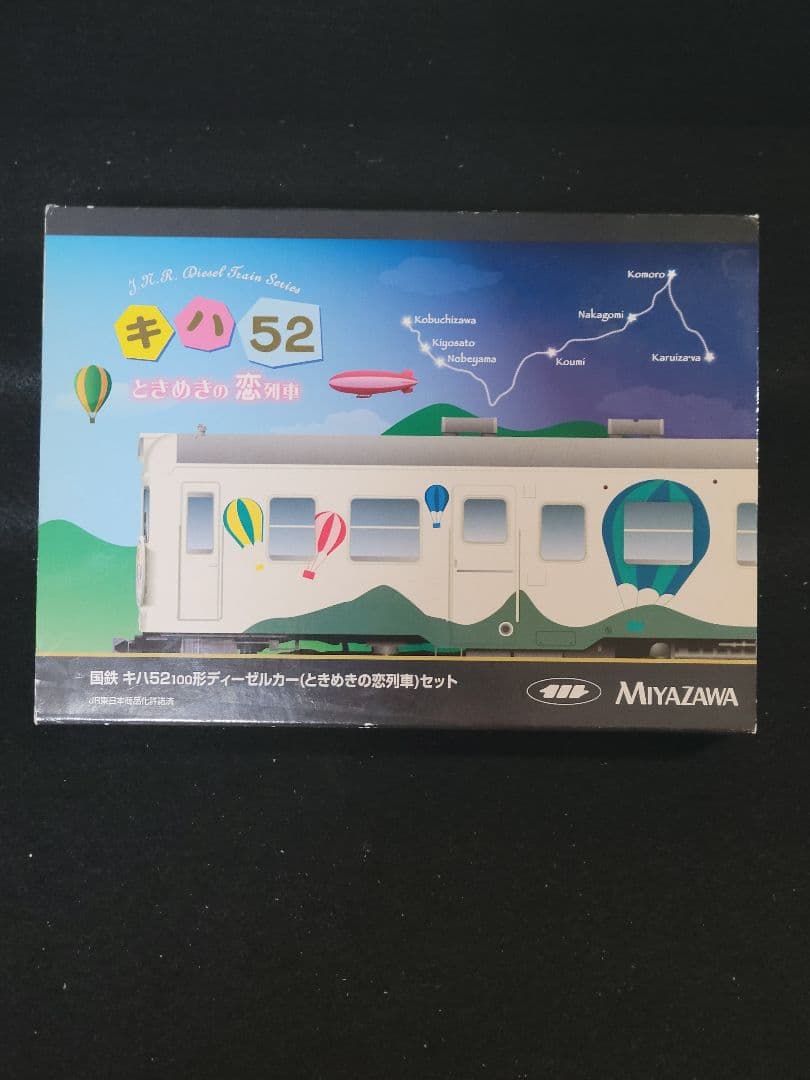 J.N.R. Diesel Train Series
キハ52
ときめきの恋列車
Komoro
Kobuchizawa
Nakagomi
Kiyosato
Nobeyama
Koumi
Karuizawa
国鉄 キハ52100形ディーゼルカー(ときめきの恋列車)セット
JR東日本商品化許諾済
MIYAZAWA